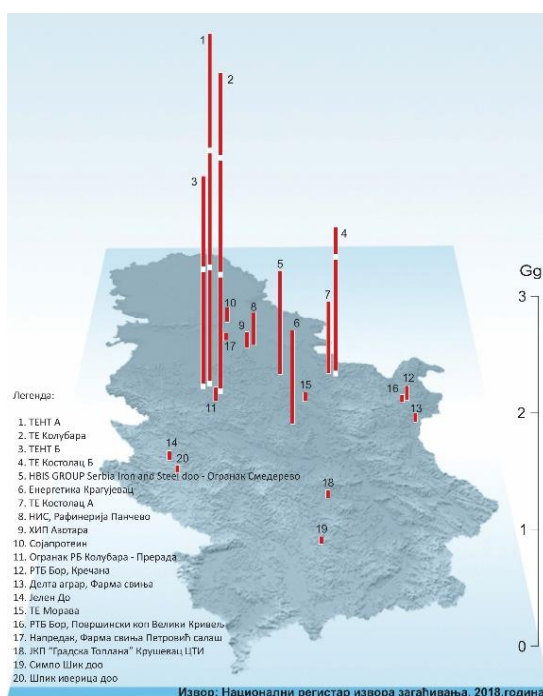 1
2
3
4
5
6
7
8
9
10
17
11
15
16
12
13
14
20
18
19
Gg
3
2
1
0
Легенда:
1. ТЕНТ А
2. ТЕ Колубара
3. ТЕНТ Б
4. ТЕ Костолац Б
5. HBIS GROUP Serbia Iron and Steel doo - Огранак Смедерево
6. Енергетика Крагујевац
7. ТЕ Костолац А
8. НИС, Рафинерија Панчево
9. ХИП Азотара
10. Сојапротеин
11. Огранак РБ Колубара - Прерада
12. РТБ Бор, Кречана
13. Делта аграр, Фарма свиња
14. Јелен До
15. ТЕ Морава
16. РТБ Бор, Површински коп Велики Кривељ
17. Напредак, Фарма свиња Петровић салаш
18. ЈКП "Градска Топлана" Крушевац ЦТИ
19. Симпо Шик доо
20. Шпик иверица доо
Извор: Национални регистар извора загађивања, 2018.година